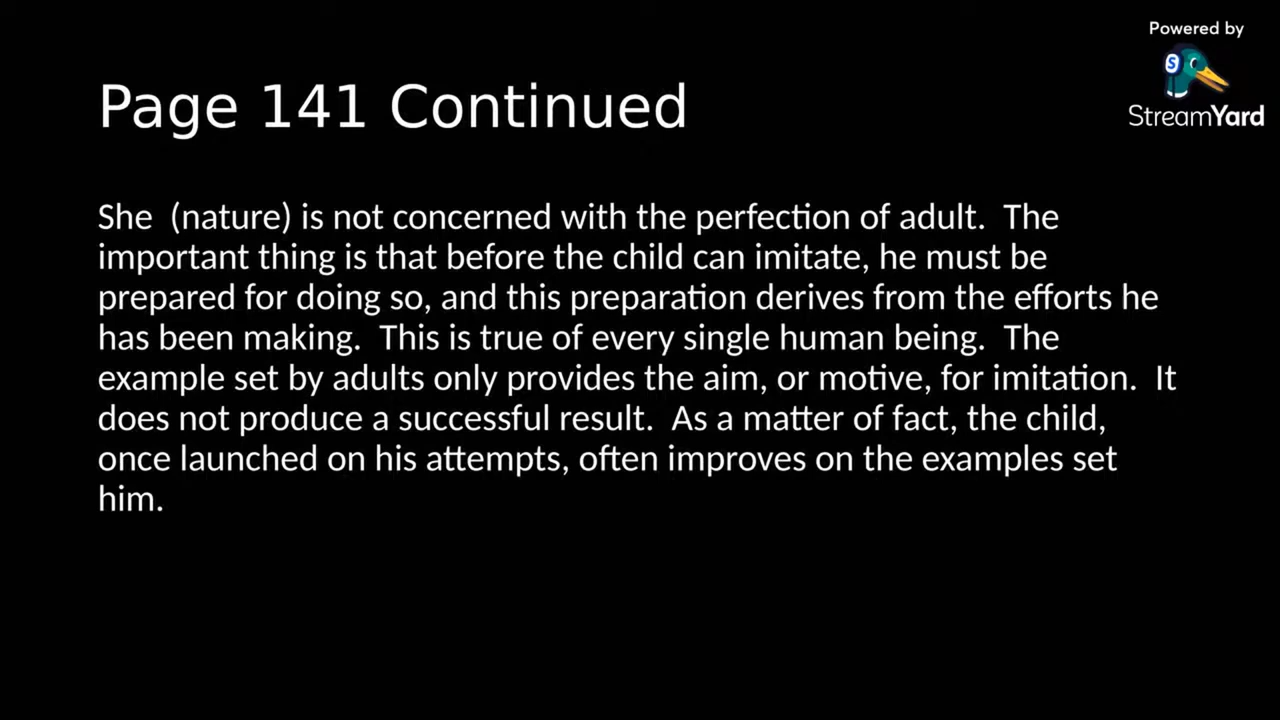 Powered by
S
StreamYard
Page 141 Continued
She  (nature) is not concerned with the perfection of adult.  The
important thing is that before the child can imitate, he must be
prepared for doing so, and this preparation derives from the efforts he
has been making.  This is true of every single human being.  The
example set by adults only provides the aim, or motive, for imitation.  It
does not produce a successful result.  As a matter of fact, the child,
once launched on his attempts, often improves on the examples set
him.